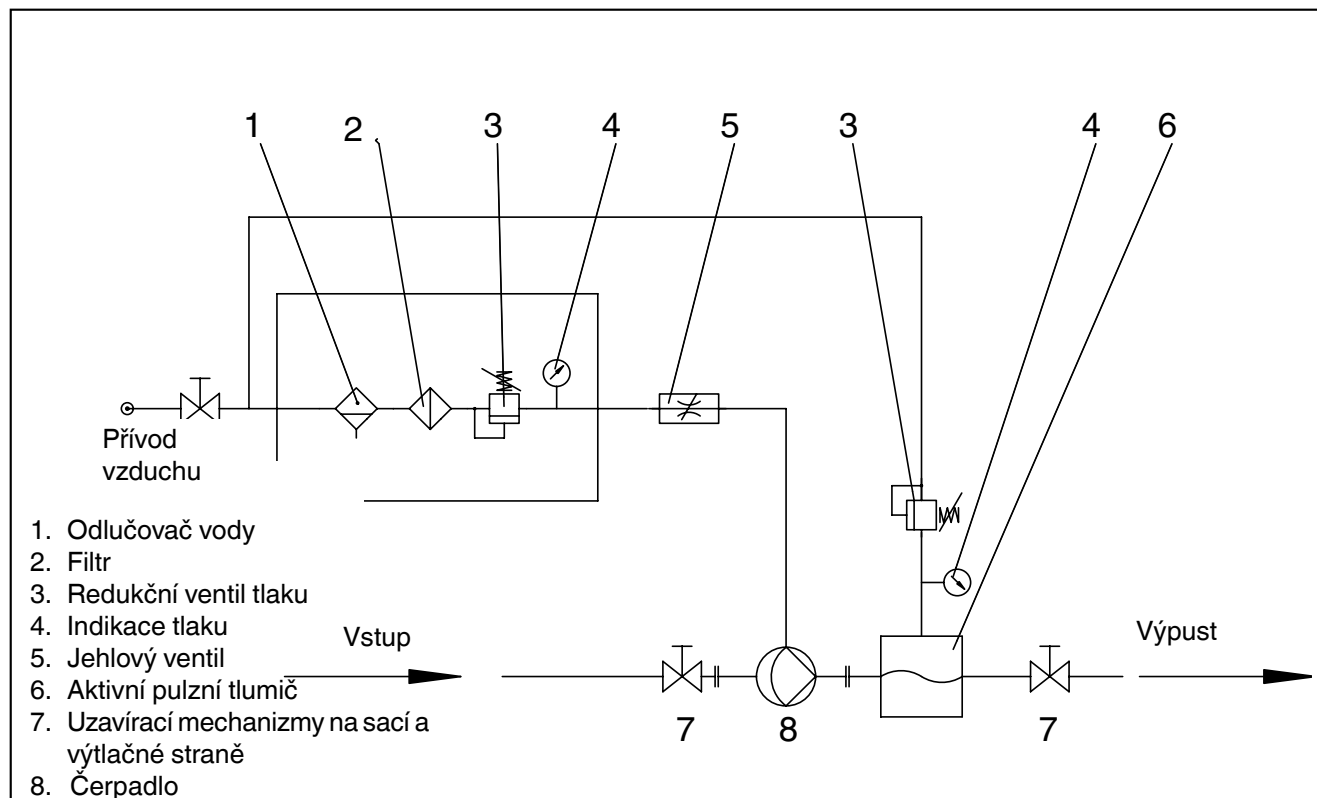 1 2 3 4 5 3 4 6
Přívod
vzduchu
1. Odlučovač vody
2. Filtr
3. Redukční ventil tlaku
4. Indikace tlaku
5. Jehlový ventil
6. Aktivní pulzní tlumič
7. Uzavírací mechanizmy na sací a
výtlačné straně
8. Čerpadlo
Vstup
Výpust
7 8 7